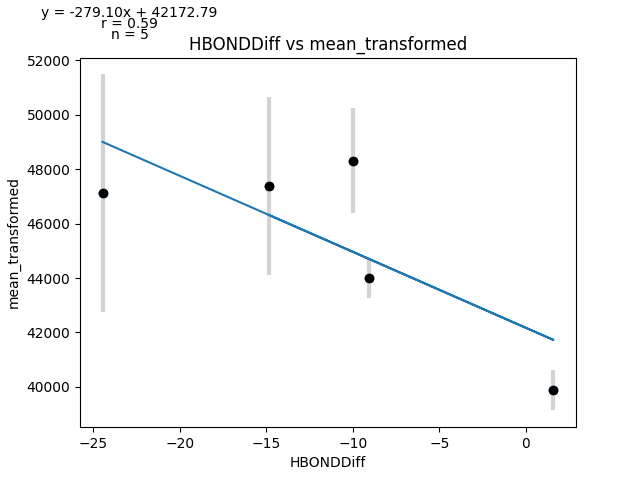 y = -279.10x + 42172.79
r = 0.59
n = 5
HBONDDiff vs mean_transformed
52000
50000
48000
46000
44000
42000
40000
mean_transformed
−25
−20
−15
−10
−5
0
HBONDDiff